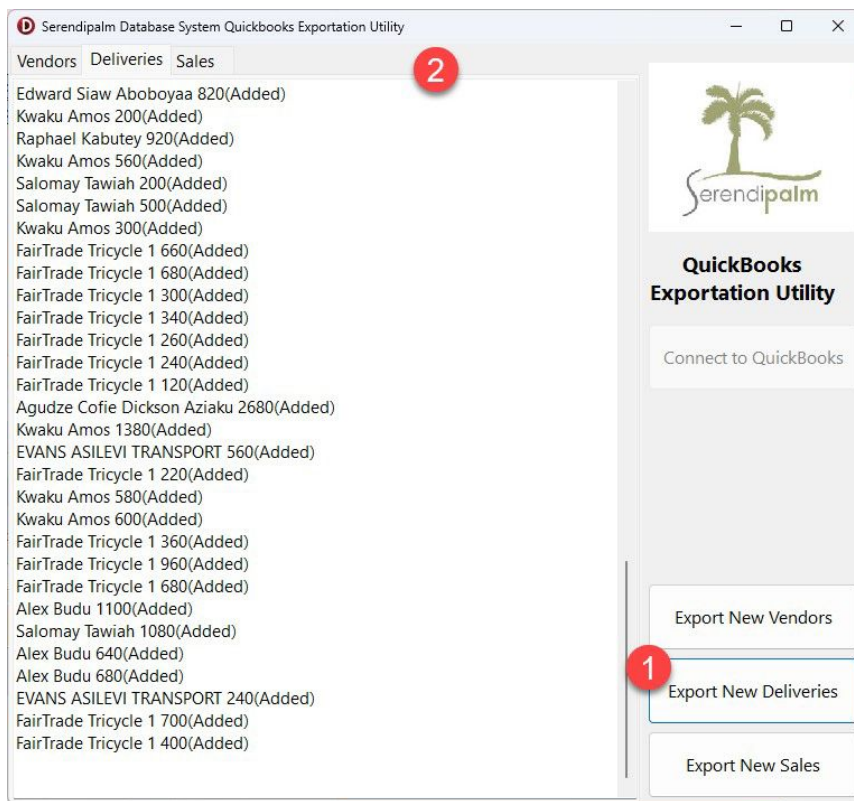 Serendipalm Database System Quickbooks Exportation Utility
Vendors Deliveries Sales
2
Edward Siaw Aboboyaa 820(Added)
Kwaku Amos 200(Added)
Raphael Kabutey 920(Added)
Kwaku Amos 560(Added)
Salomay Tawiah 200(Added)
Salomay Tawiah 500(Added)
Kwaku Amos 300(Added)
FairTrade Tricycle 1 660(Added)
FairTrade Tricycle 1 680(Added)
FairTrade Tricycle 1 300(Added)
FairTrade Tricycle 1 340(Added)
FairTrade Tricycle 1 260(Added)
FairTrade Tricycle 1 240(Added)
FairTrade Tricycle 1 120(Added)
Agudze Cofie Dickson Aziaku 2680(Added)
Kwaku Amos 1380(Added)
EVANS ASILEVI TRANSPORT 560(Added)
FairTrade Tricycle 1 220(Added)
Kwaku Amos 580(Added)
Kwaku Amos 600(Added)
FairTrade Tricycle 1 360(Added)
FairTrade Tricycle 1 960(Added)
FairTrade Tricycle 1 680(Added)
Alex Budu 1100(Added)
Salomay Tawiah 1080(Added)
Alex Budu 640(Added)
Alex Budu 680(Added)
EVANS ASILEVI TRANSPORT 240(Added)
FairTrade Tricycle 1 700(Added)
FairTrade Tricycle 1 400(Added)
Serendipalm
QuickBooks
Exportation Utility
Connect to QuickBooks
Export New Vendors
1
Export New Deliveries
Export New Sales